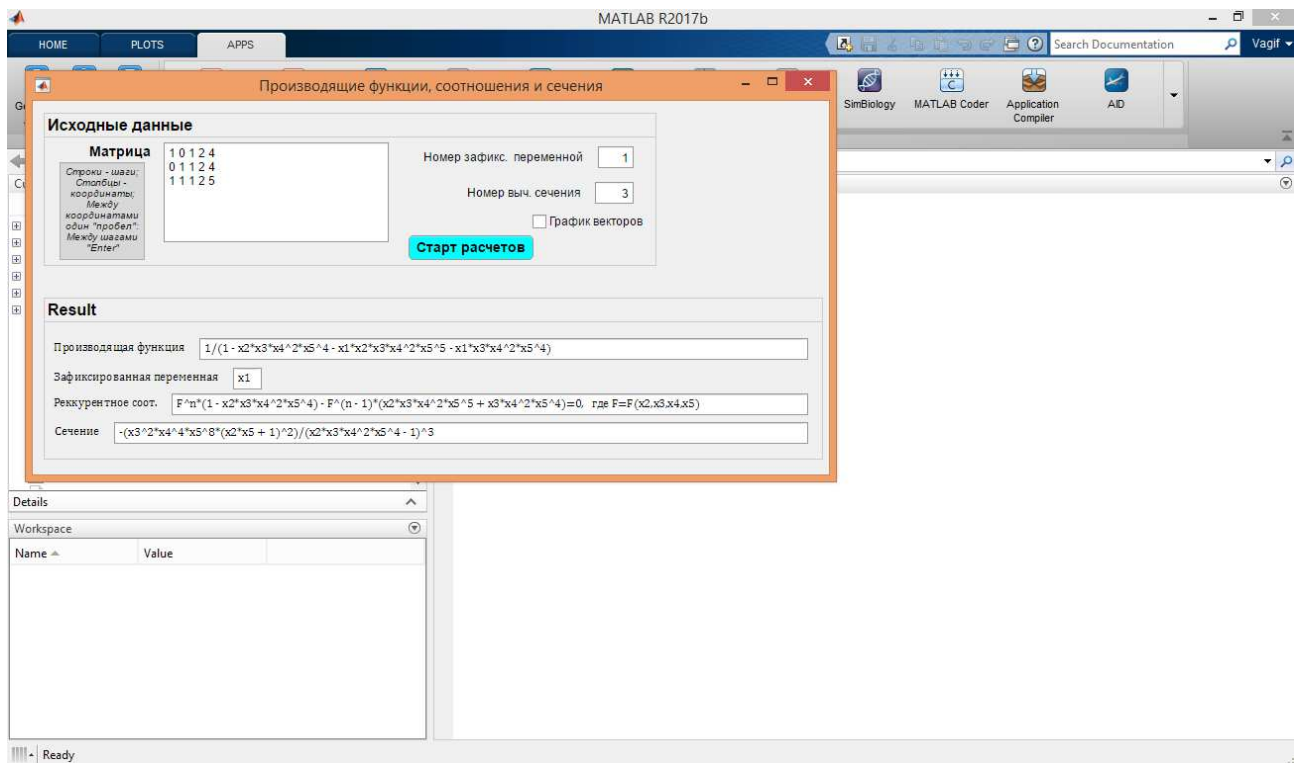 MATLAB R2017b
HOME PLOTS APPS Search Documentation Vagif
Производящие функции, соотношения и сечения
SimBiology MATLAB Coder Application Compiler AID
Исходные данные
Матрица
Строки - шаги;
Столбцы -
координаты;
Между
координатами
один "пробел":
Между шагами
"Enter"
1 0 1 2 4
0 1 1 2 4
1 1 1 2 5
Номер зафикс. переменной 1
Номер выч. сечения 3
График векторов
Старт расчетов
Result
Производящая функция 1/(1 - x2*x3*x4^2*x5^4 - x1*x2*x3*x4^2*x5^5 - x1*x3*x4^2*x5^4)
Зафиксированная переменная x1
Реккурентное соот. F^n*(1 - x2*x3*x4^2*x5^4) - F^(n - 1)*(x2*x3*x4^2*x5^5 + x3*x4^2*x5^4)=0, где F=F(x2,x3,x4,x5)
Сечение -(x3^2*x4^4*x5^8*(x2*x5 + 1)^2)/(x2*x3*x4^2*x5^4 - 1)^3
Details
Workspace
Name Value
Ready